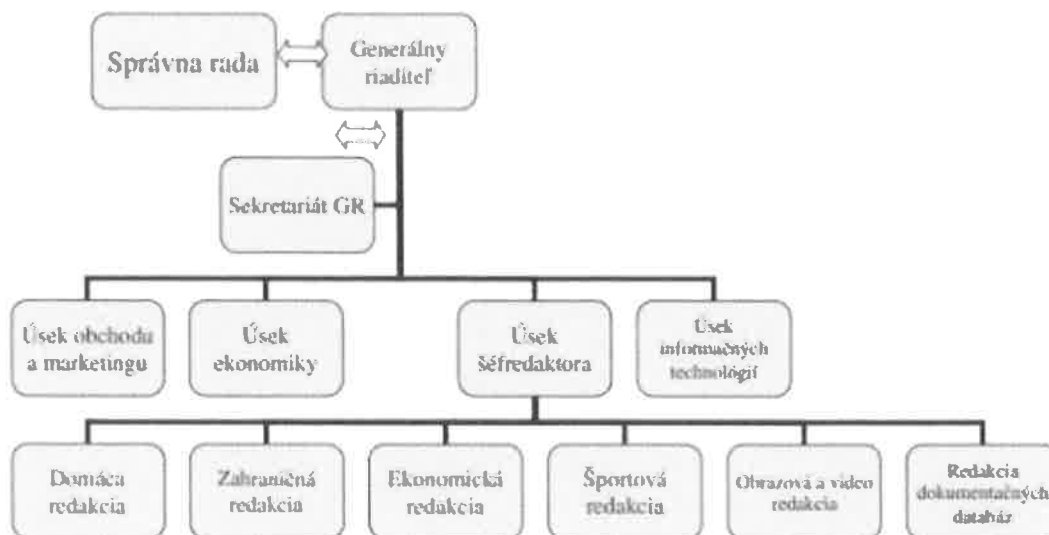 Správna rada
Generálny
riaditeľ
Sekretariát GR
Úsek obchodu
a marketingu
Úsek
ekonomiky
Úsek
šéfredaktora
Úsek
informačných
technológií
Domáca
redakcia
Zahraničná
redakcia
Ekonomická
redakcia
Športová
redakcia
Obrazová a video
redakcia
Redakcia
dokumentačných
databáz